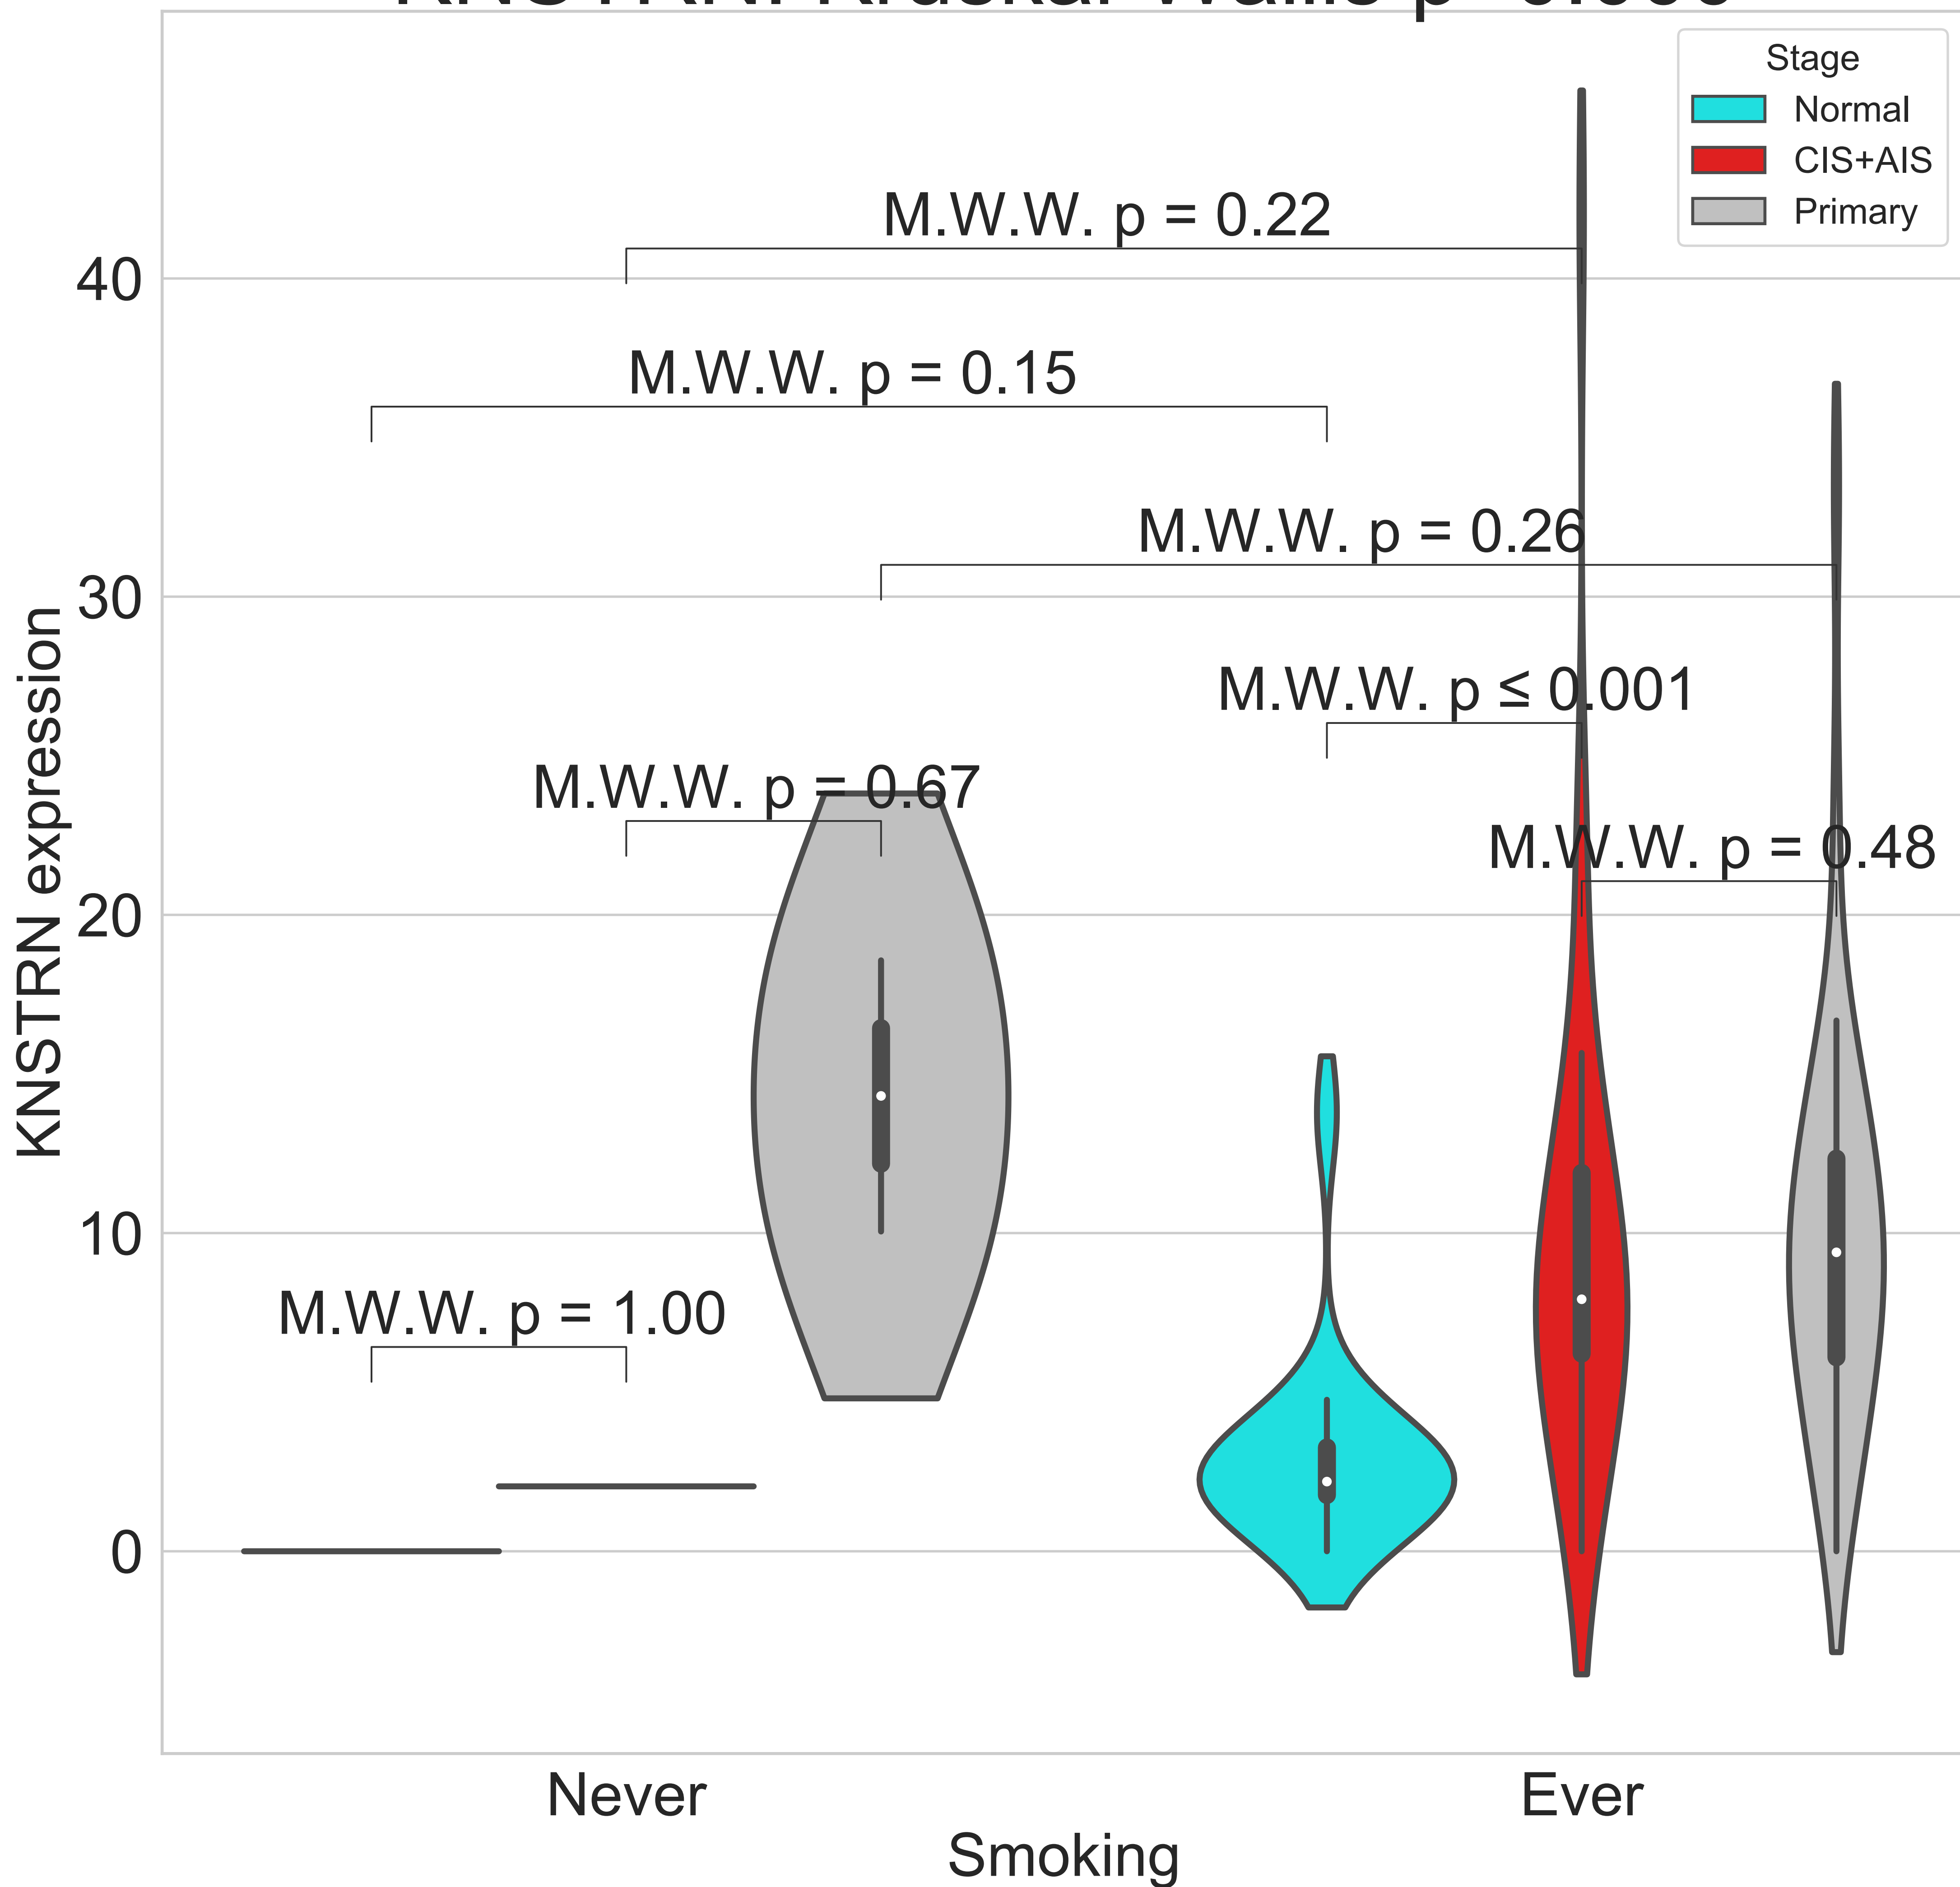 Stage
Normal
CIS+AIS
Primary
M.W.W. p = 0.22
40
M.W.W. p = 0.15
M.W.W. p = 0.26
30
M.W.W. p ≤ 0.001
M.W.W. p = 0.67
M.W.W. p = 0.48
20
KNSTRN expression
10
M.W.W. p = 1.00
0
Never
Ever
Smoking